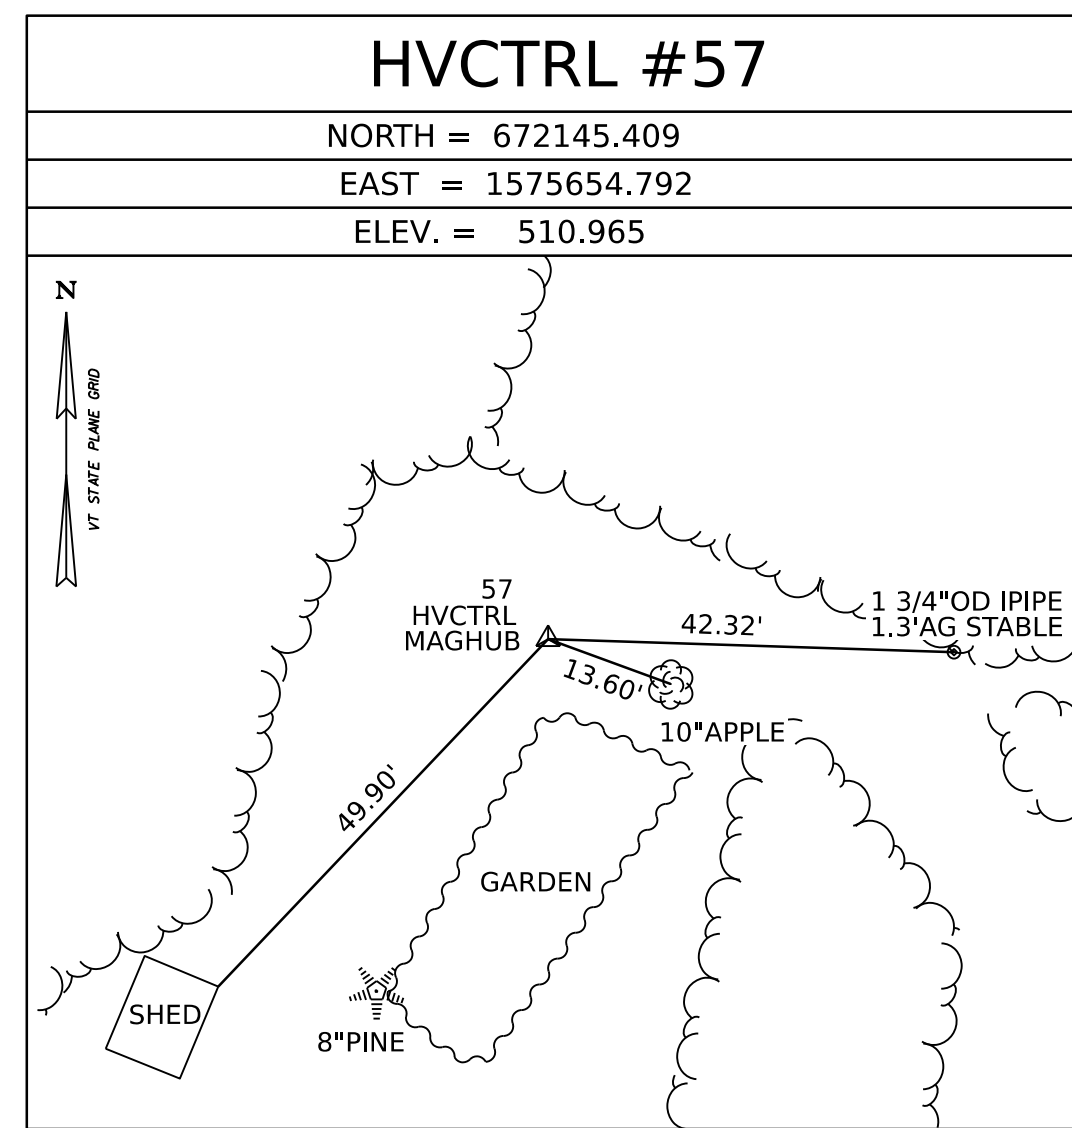 HVCTRL #57
NORTH = 672145.409
EAST = 1575654.792
ELEV. = 510.965
N
VT STATE PLANE GRID
57
HVCTRL
MAGHUB
42.32'
1 3/4"OD IPIPE
1.3'AG STABLE
13.60'
10"APPLE
49.90'
GARDEN
SHED
8"PINE